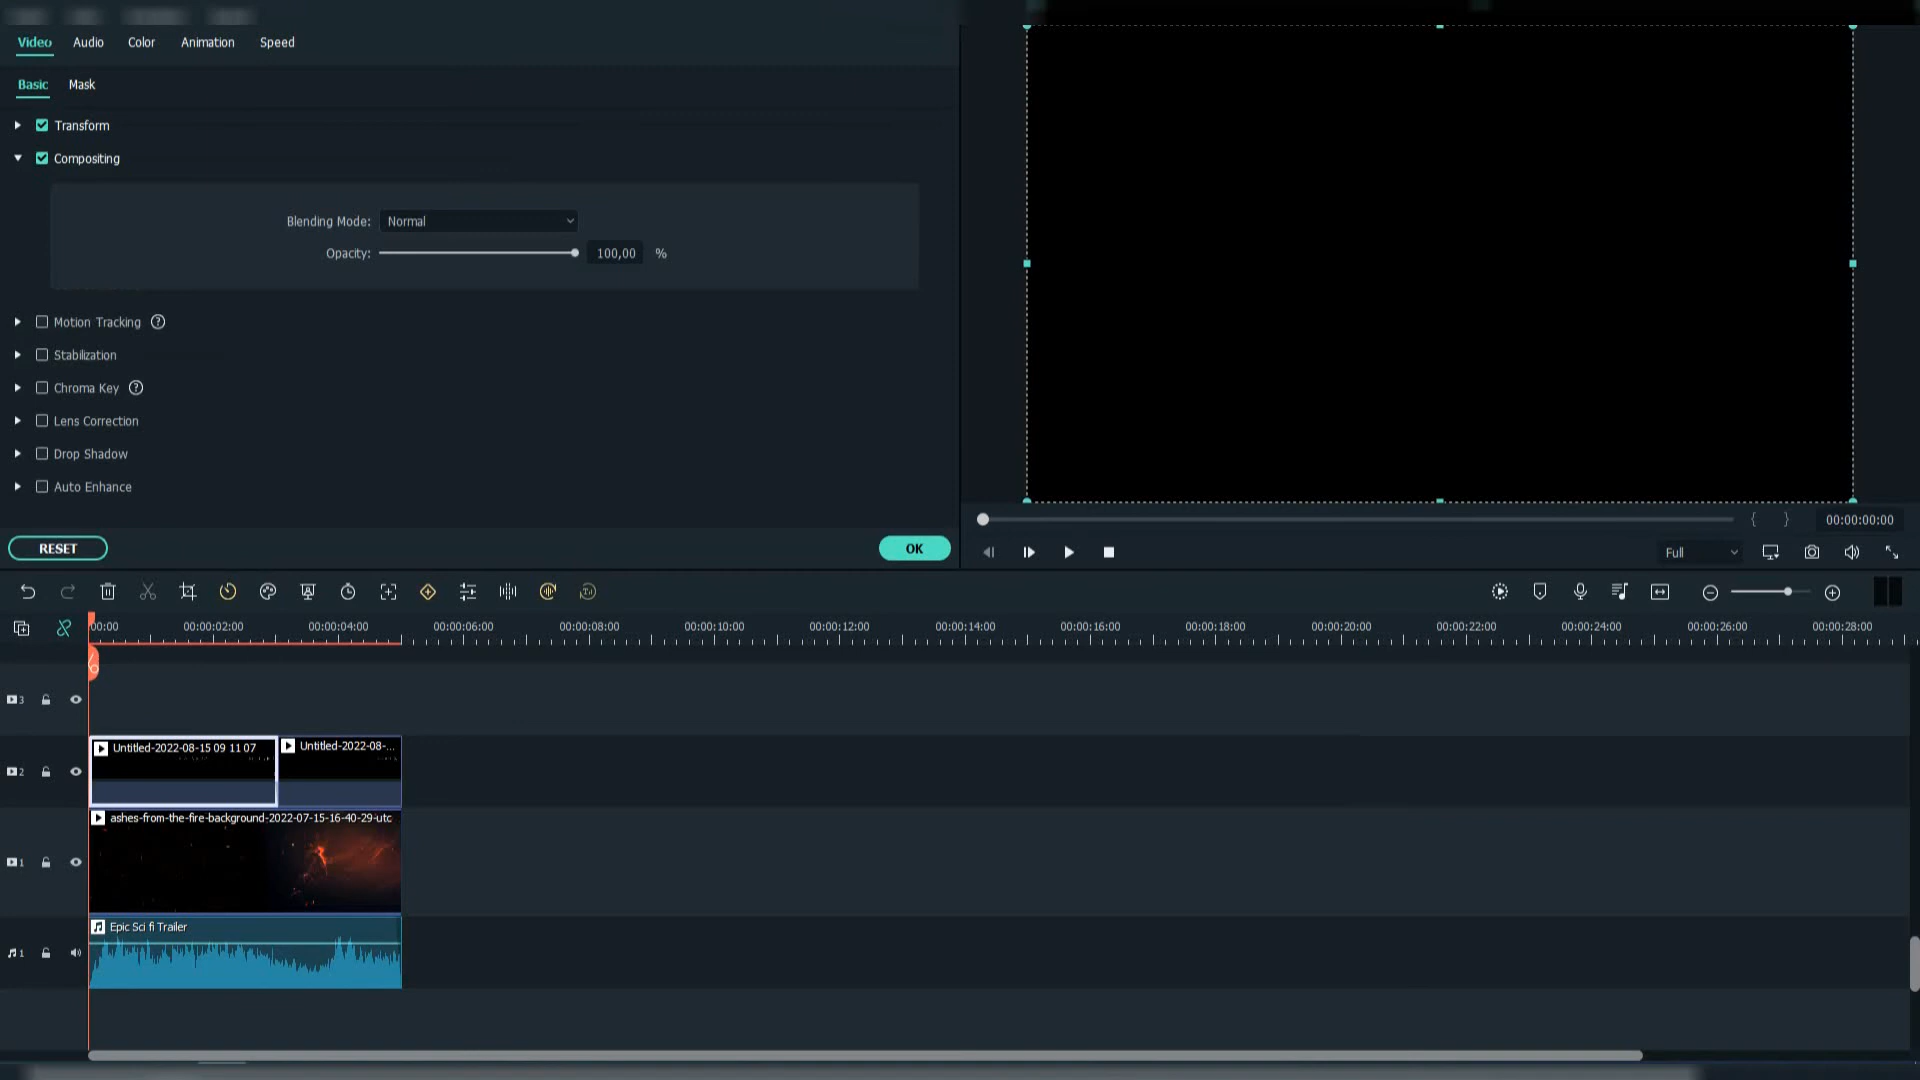 Video Audio Color Animation Speed
Basic Mask
Transform
Compositing
Blending Mode: Normal
Opacity: 100,00 %
Motion Tracking ?
Stabilization
Chroma Key ?
Lens Correction
Drop Shadow
Auto Enhance
RESET OK
{ } 00:00:00:00
Full
00:00 00:00:02:00 00:00:04:00 00:00:06:00 00:00:08:00 00:00:10:00 00:00:12:00 00:00:14:00 00:00:16:00 00:00:18:00 00:00:20:00 00:00:22:00 00:00:24:00 00:00:26:00 00:00:28:00
3
Untitled-2022-08-15 09 11 07 Untitled-2022-08-...
2
ashes-from-the-fire-background-2022-07-15-16-40-29-utc
1
Epic Sci fi Trailer
1